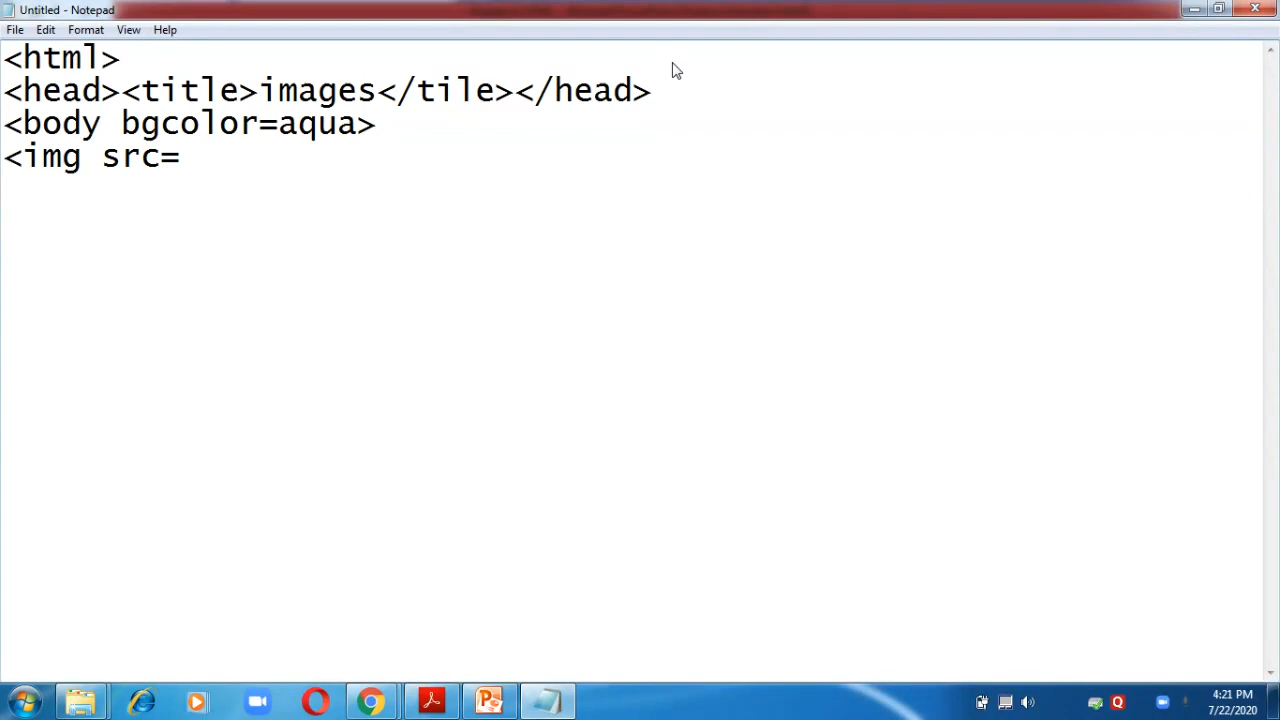 Untitled - Notepad
File Edit Format View Help
<html>
<head><title>images</tile></head>
<body bgcolor=aqua>
<img src=
4:21 PM
7/22/2020